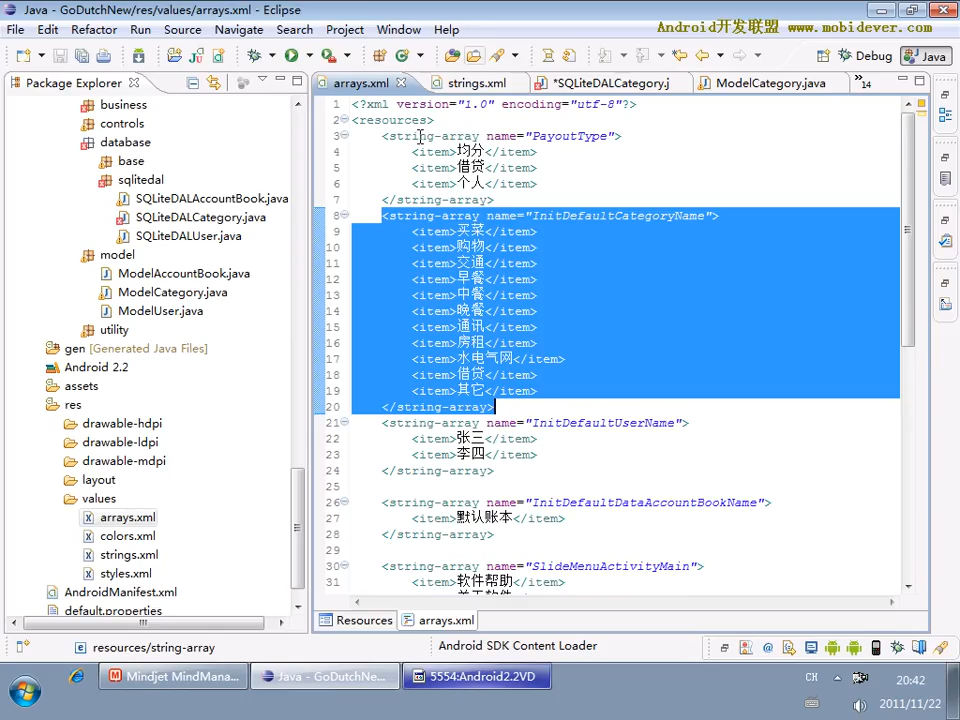 Java - GoDutchNew/res/values/arrays.xml - Eclipse
Android开发联盟 www.mobidever.com
File Edit Refactor Run Source Navigate Search Project Window Help
Debug Java
Package Explorer
arrays.xml strings.xml *SQLiteDALCategory.j ModelCategory.java »14
business
controls
database
base
sqlitedal
SQLiteDALAccountBook.java
SQLiteDALCategory.java
SQLiteDALUser.java
model
ModelAccountBook.java
ModelCategory.java
ModelUser.java
utility
gen [Generated Java Files]
Android 2.2
assets
res
drawable-hdpi
drawable-ldpi
drawable-mdpi
layout
values
arrays.xml
colors.xml
strings.xml
styles.xml
AndroidManifest.xml
default.properties
1 <?xml version="1.0" encoding="utf-8"?>
2 <resources>
3 <string-array name="PayoutType">
4 <item>均分</item>
5 <item>借贷</item>
6 <item>个人</item>
7 </string-array>
8 <string-array name="InitDefaultCategoryName">
9 <item>买菜</item>
10 <item>购物</item>
11 <item>交通</item>
12 <item>早餐</item>
13 <item>中餐</item>
14 <item>晚餐</item>
15 <item>通讯</item>
16 <item>房租</item>
17 <item>水电气网</item>
18 <item>借贷</item>
19 <item>其它</item>
20 </string-array>
21 <string-array name="InitDefaultUserName">
22 <item>张三</item>
23 <item>李四</item>
24 </string-array>
25
26 <string-array name="InitDefaultDataAccountBookName">
27 <item>默认账本</item>
28 </string-array>
29
30 <string-array name="SlideMenuActivityMain">
31 <item>软件帮助</item>
Resources arrays.xml
resources/string-array
Android SDK Content Loader
Mindjet MindMana...
Java - GoDutchNe...
5554:Android2.2VD
CH
20:42
2011/11/22